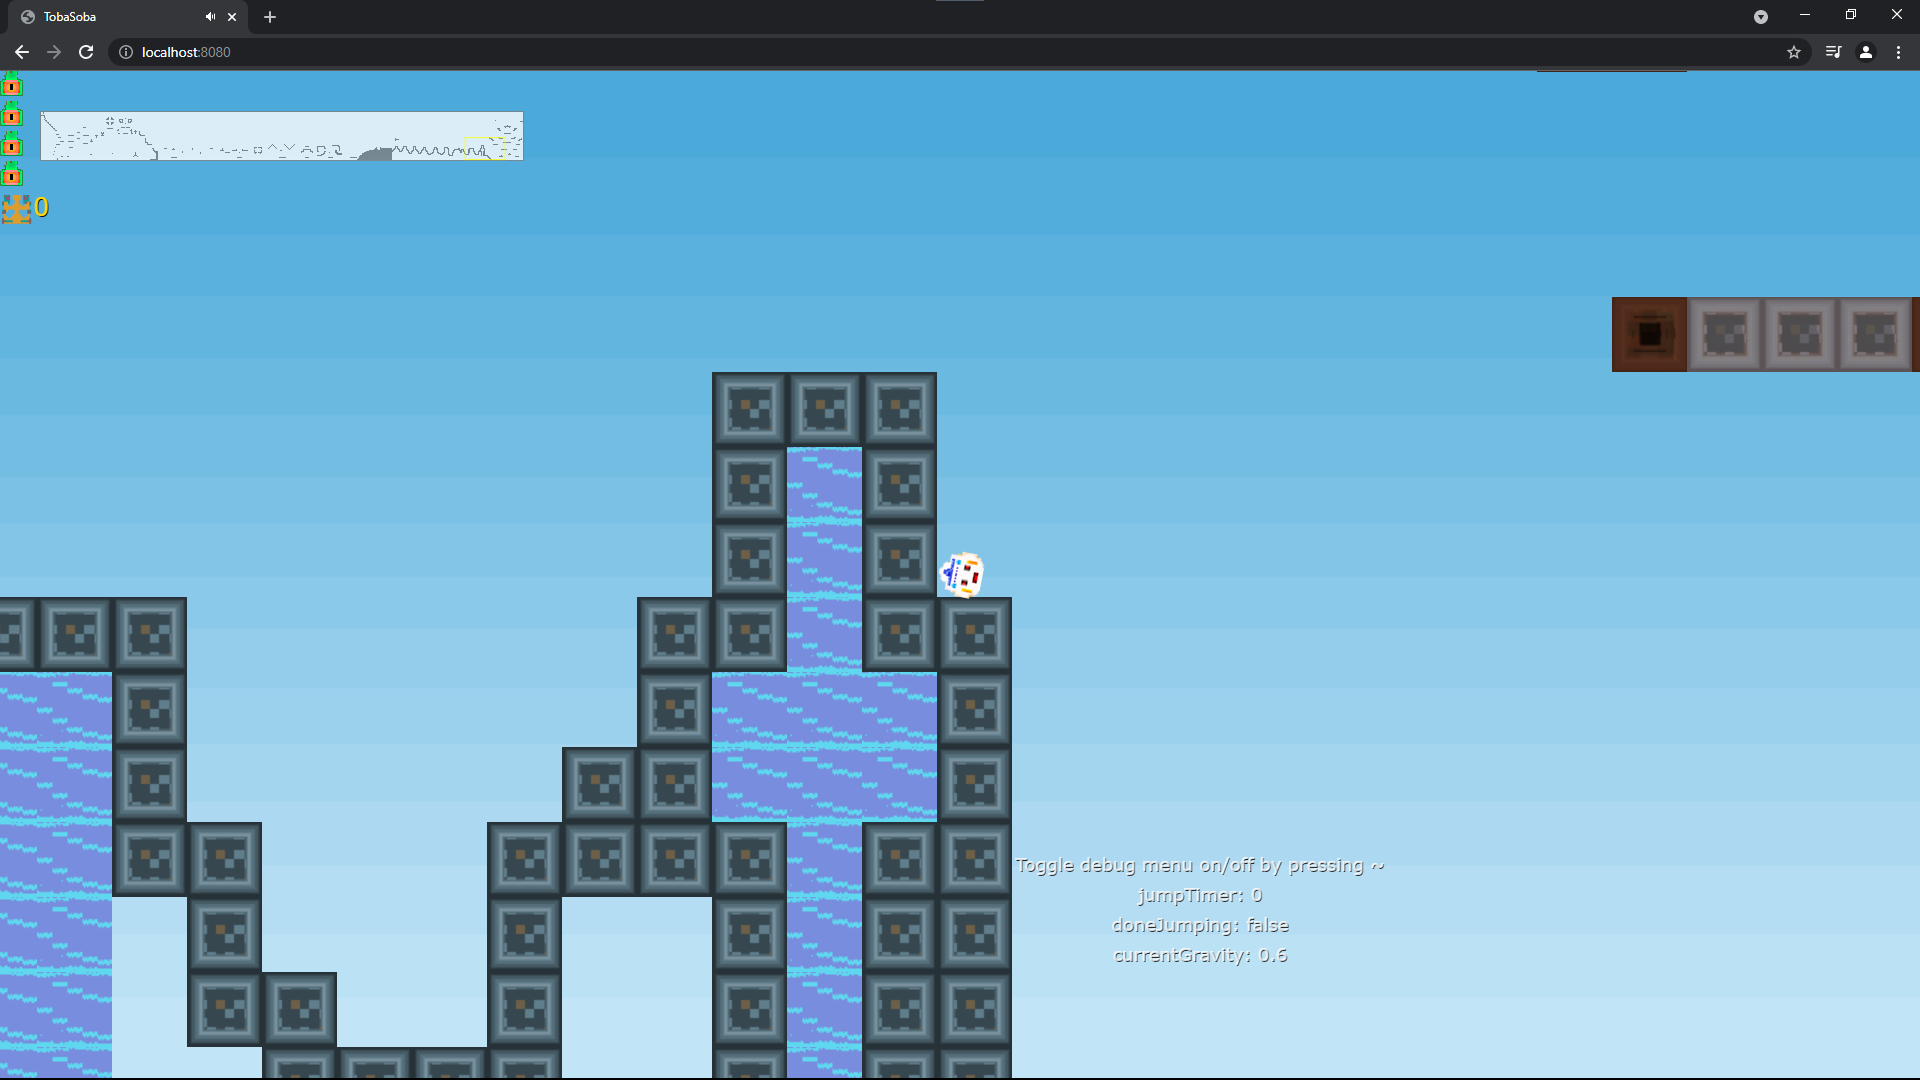 TobaSoba
localhost:8080
0
Toggle debug menu on/off by pressing ~
jumpTimer: 0
doneJumping: false
currentGravity: 0.6